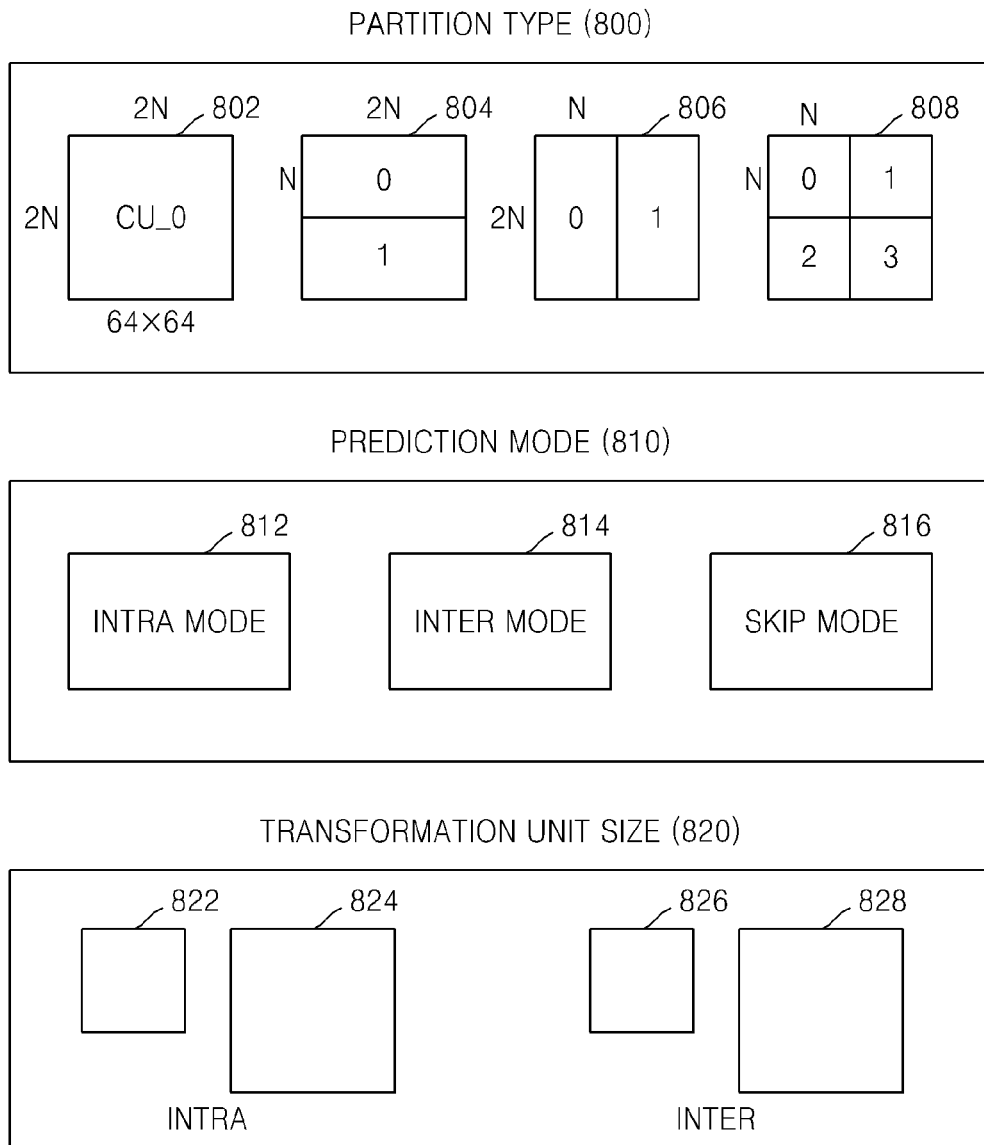 PARTITION TYPE (800)
2N 802 2N 804 N 806 N 808
2N CU_0 N 0 2N 0 1 N 0 1
1 2 3
64×64
PREDICTION MODE (810)
812 814 816
INTRA MODE INTER MODE SKIP MODE
TRANSFORMATION UNIT SIZE (820)
822 824 826 828
INTRA INTER